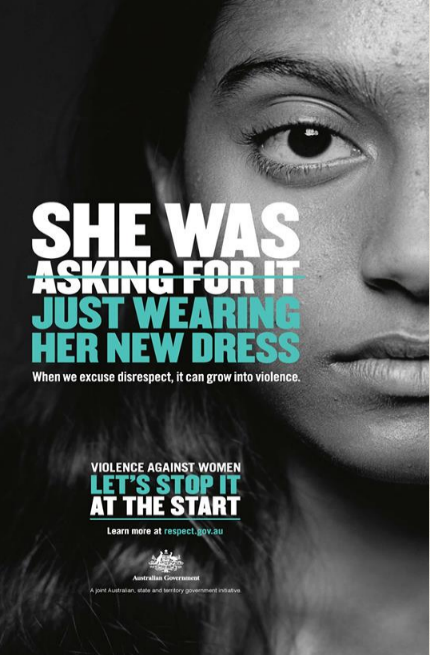 SHE WAS
ASKING FOR IT
JUST WEARING
HER NEW DRESS
When we excuse disrespect, it can grow into violence.
VIOLENCE AGAINST WOMEN
LET'S STOP IT
AT THE START
Learn more at respect.gov.au
Australian Government
A joint Australian, state and territory government initiative